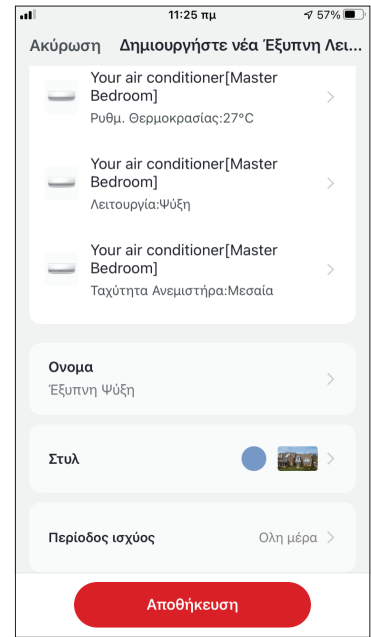 11:25 πμ
57%
Ακύρωση Δημιουργήστε νέα Έξυπνη Λει...
Your air conditioner[Master
Bedroom]
Ρυθμ. Θερμοκρασίας:27°C
Your air conditioner[Master
Bedroom]
Λειτουργία:Ψύξη
Your air conditioner[Master
Bedroom]
Ταχύτητα Ανεμιστήρα:Μεσαία
Ονομα
Έξυπνη Ψύξη
Στυλ
Περίοδος ισχύος Ολη μέρα
Αποθήκευση